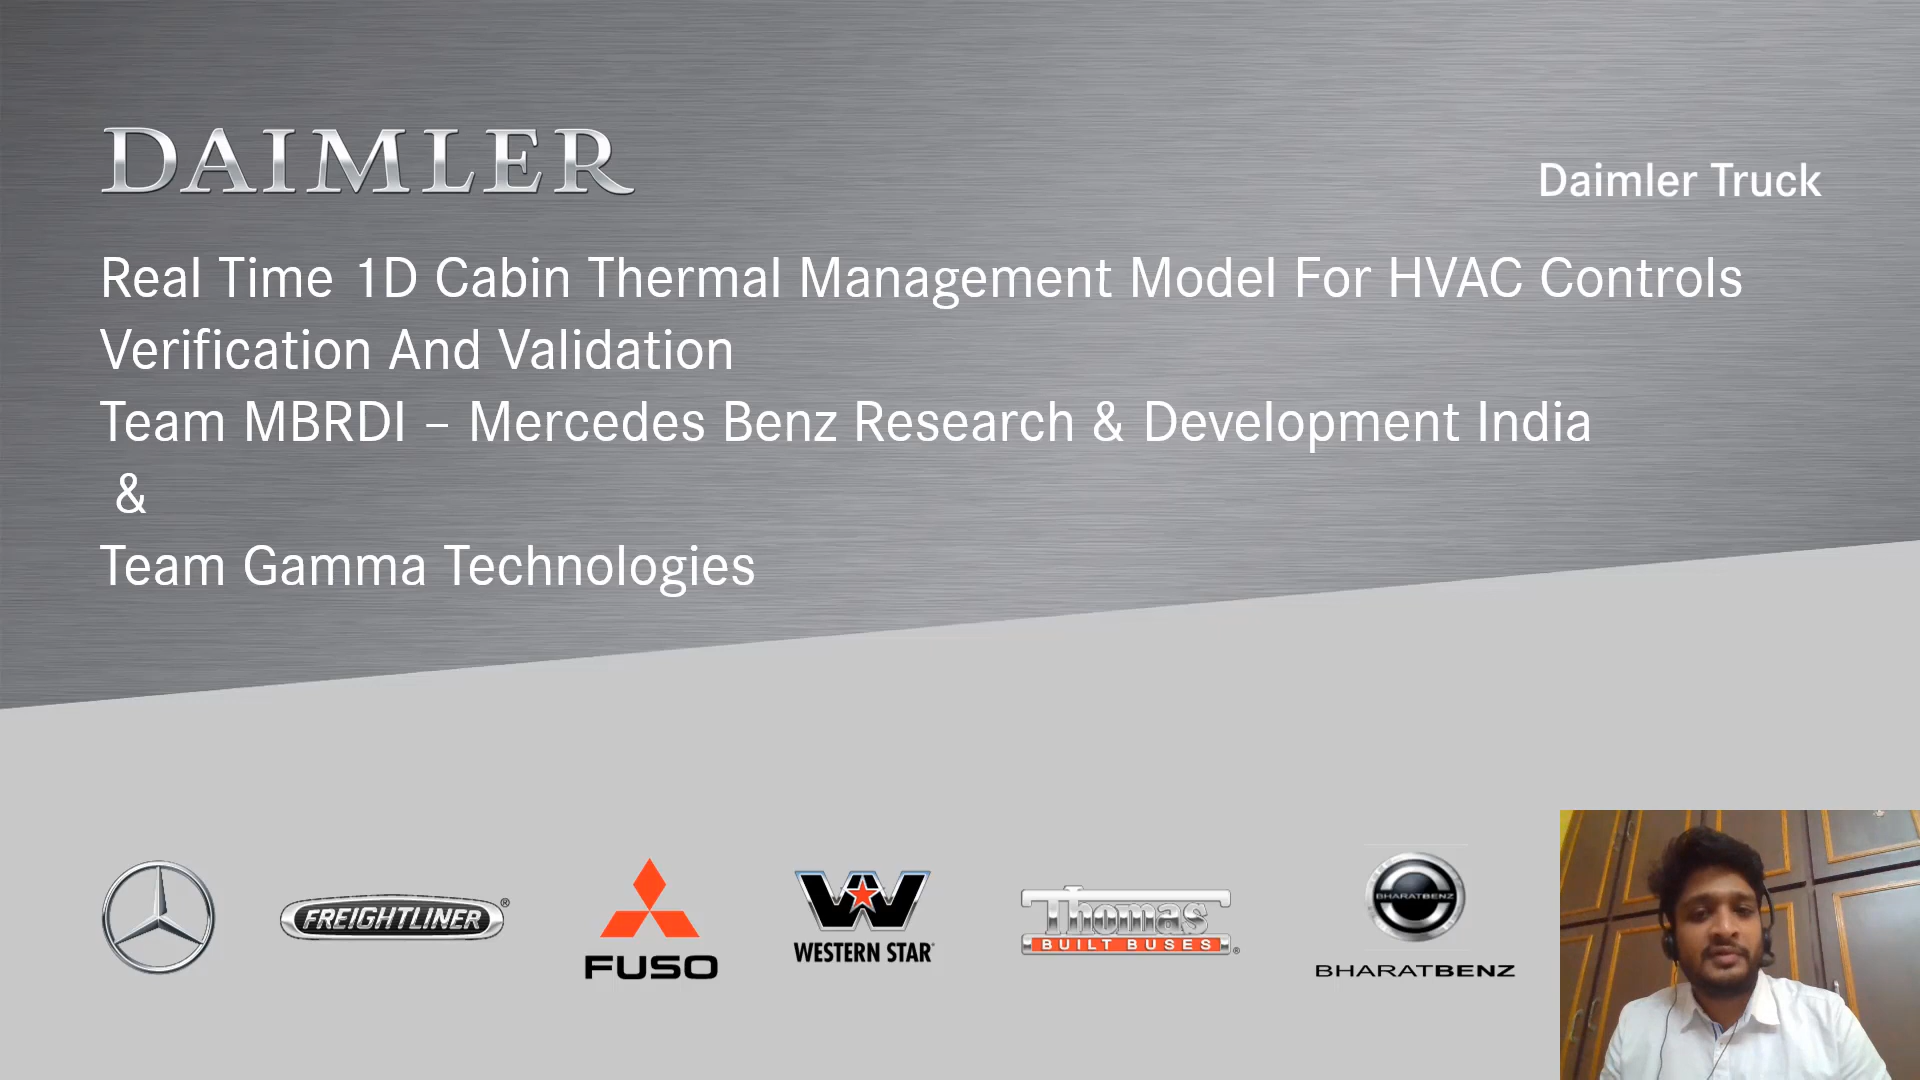 DAIMLER
Daimler Truck
Real Time 1D Cabin Thermal Management Model For HVAC Controls
Verification And Validation
Team MBRDI – Mercedes Benz Research & Development India
&
Team Gamma Technologies
FREIGHTLINER®
FUSO
WESTERN STAR
Thomas
BUILT BUSES®
BHARATBENZ
BHARATBENZ